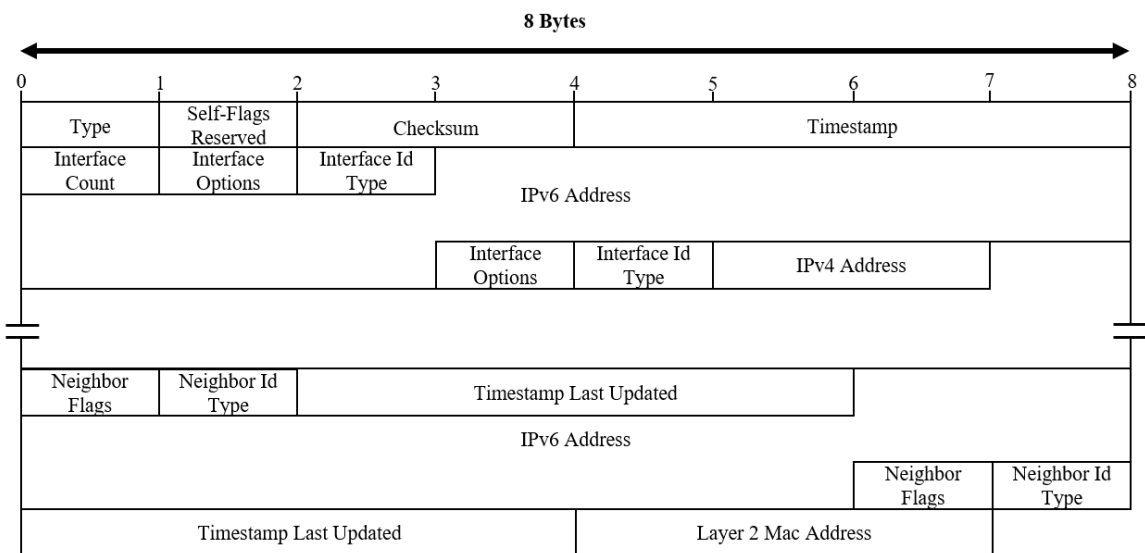 8 Bytes
0 1 2 3 4 5 6 7 8
Type
Self-Flags
Reserved
Checksum
Timestamp
Interface
Count
Interface
Options
Interface Id
Type
IPv6 Address
Interface
Options
Interface Id
Type
IPv4 Address
Neighbor
Flags
Neighbor Id
Type
Timestamp Last Updated
IPv6 Address
Neighbor
Flags
Neighbor Id
Type
Timestamp Last Updated
Layer 2 Mac Address